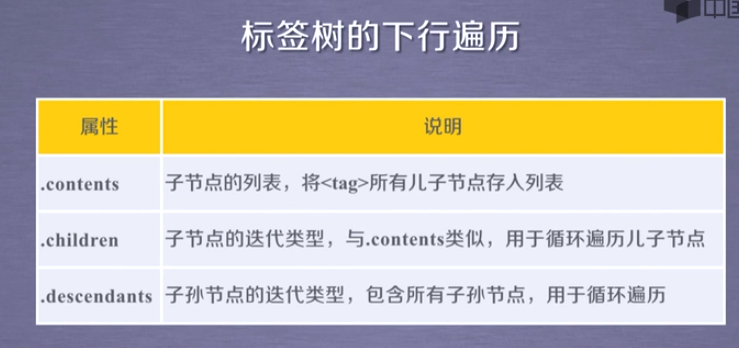 标签树的下行遍历
属性 说明
.contents 子节点的列表，将<tag>所有儿子节点存入列表
.children 子节点的迭代类型，与.contents类似，用于循环遍历儿子节点
.descendants 子孙节点的迭代类型，包含所有子孙节点，用于循环遍历